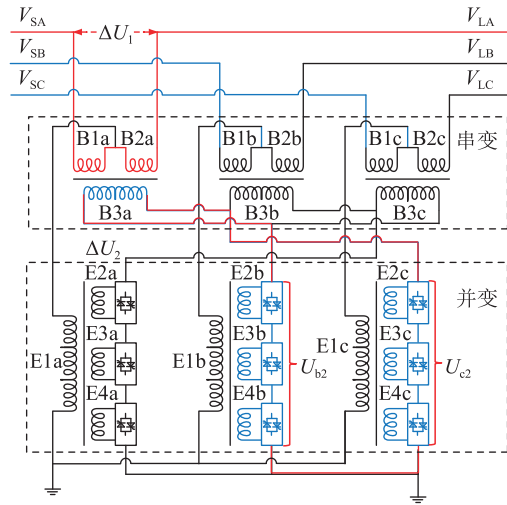 V_SA ΔU_1 V_LA
V_SB V_LB
V_SC V_LC
B1a B2a B1b B2b B1c B2c 串变
B3a B3b B3c
ΔU_2
E2a E2b E2c
E3a E3b E3c 并变
E1a E1b U_b2 E1c U_c2
E4a E4b E4c